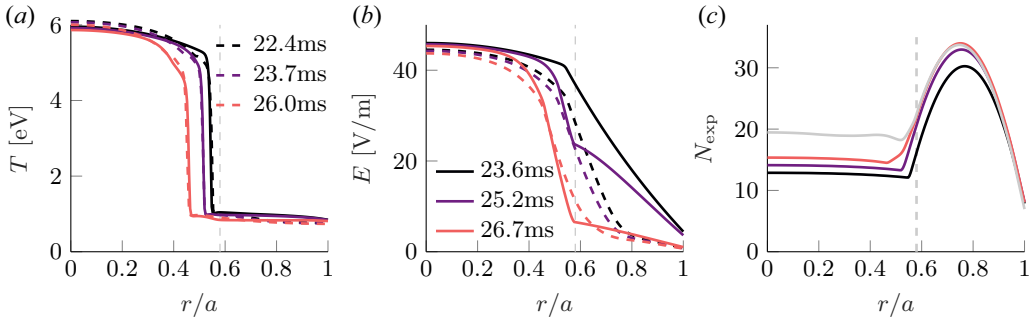 (a)
T [eV]
6
4
2
0
22.4ms
23.7ms
26.0ms
0 0.2 0.4 0.6 0.8 1
r/a
(b)
E [V/m]
40
20
0
23.6ms
25.2ms
26.7ms
0 0.2 0.4 0.6 0.8 1
r/a
(c)
N_exp
30
20
10
0
0 0.2 0.4 0.6 0.8 1
r/a